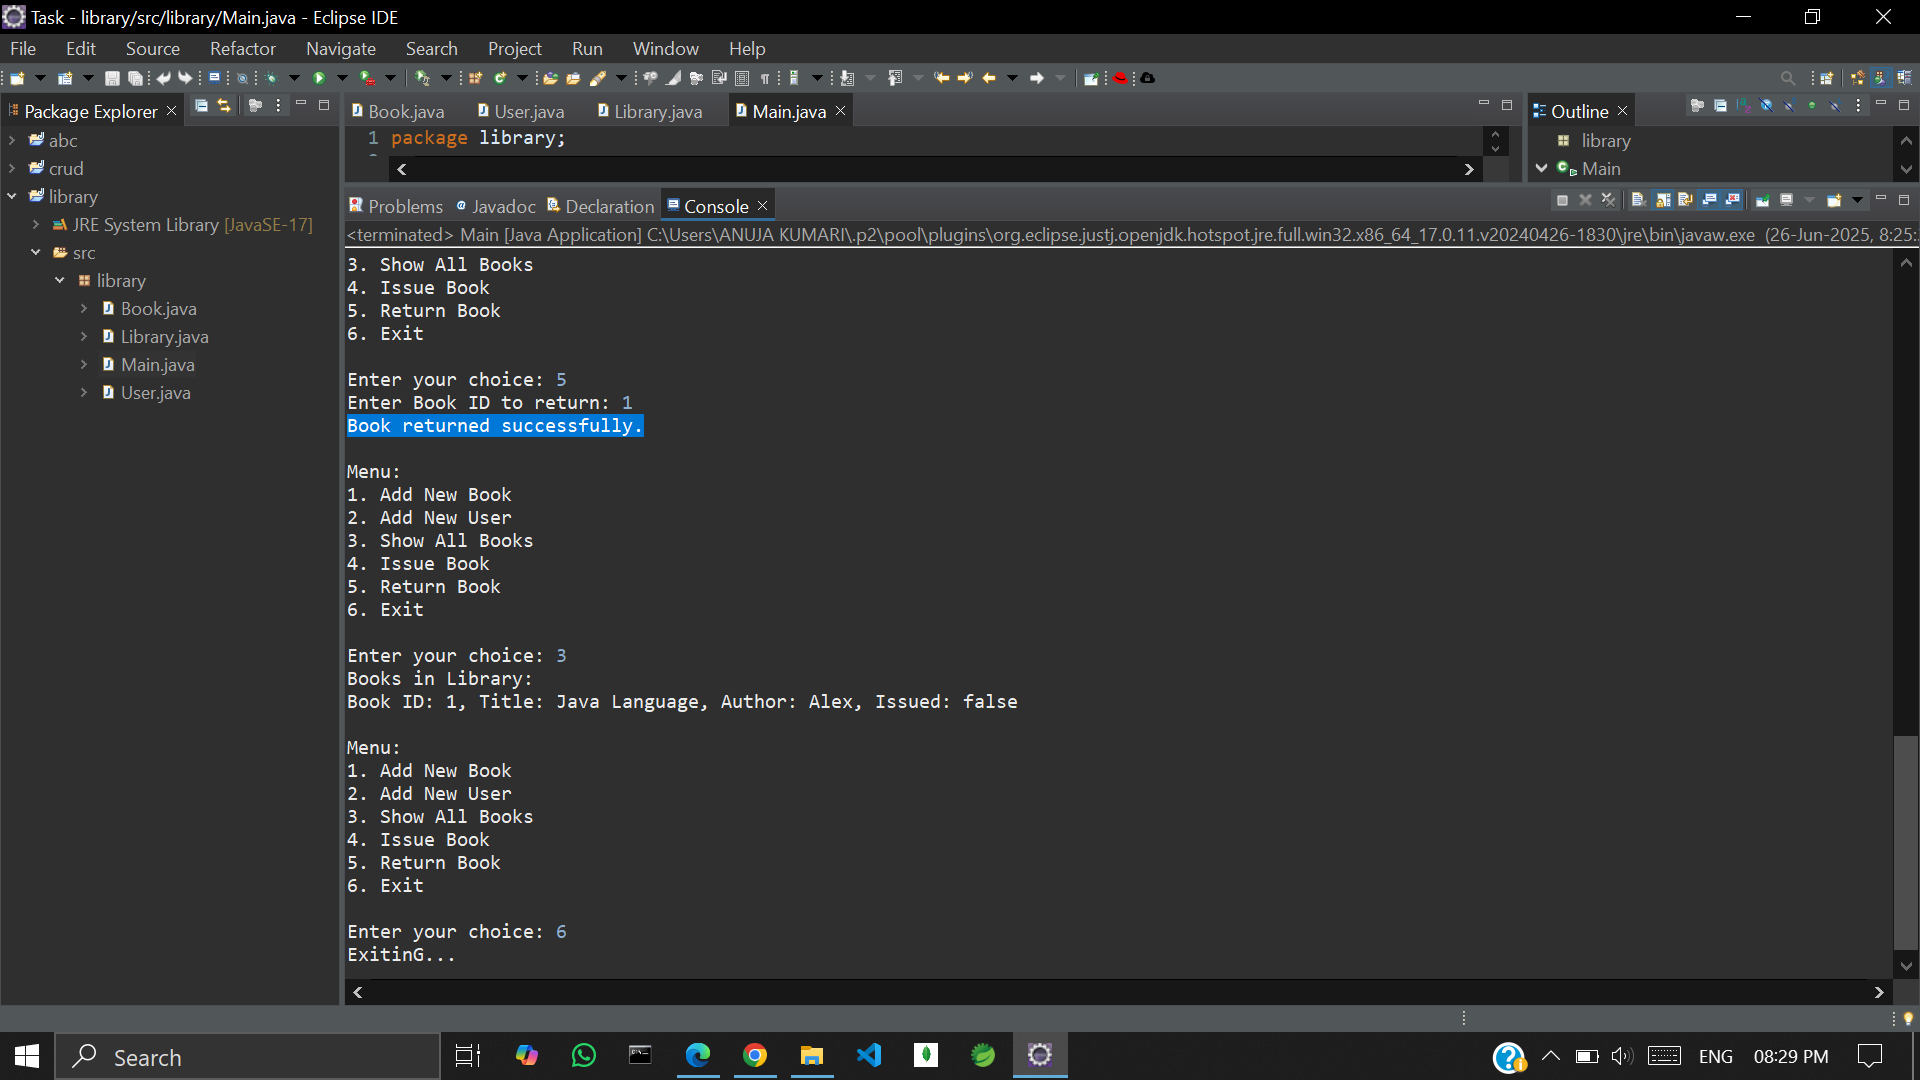 Task - library/src/library/Main.java - Eclipse IDE
File Edit Source Refactor Navigate Search Project Run Window Help
Package Explorer
abc
crud
library
JRE System Library [JavaSE-17]
src
library
Book.java
Library.java
Main.java
User.java
Book.java User.java Library.java Main.java
1 package library;
Outline
library
Main
Problems Javadoc Declaration Console
<terminated> Main [Java Application] C:\Users\ANUJA KUMARI\.p2\pool\plugins\org.eclipse.justj.openjdk.hotspot.jre.full.win32.x86_64_17.0.11.v20240426-1830\jre\bin\javaw.exe (26-Jun-2025, 8:25:
3. Show All Books
4. Issue Book
5. Return Book
6. Exit
Enter your choice: 5
Enter Book ID to return: 1
Book returned successfully.
Menu:
1. Add New Book
2. Add New User
3. Show All Books
4. Issue Book
5. Return Book
6. Exit
Enter your choice: 3
Books in Library:
Book ID: 1, Title: Java Language, Author: Alex, Issued: false
Menu:
1. Add New Book
2. Add New User
3. Show All Books
4. Issue Book
5. Return Book
6. Exit
Enter your choice: 6
ExitinG...
Search
ENG 08:29 PM